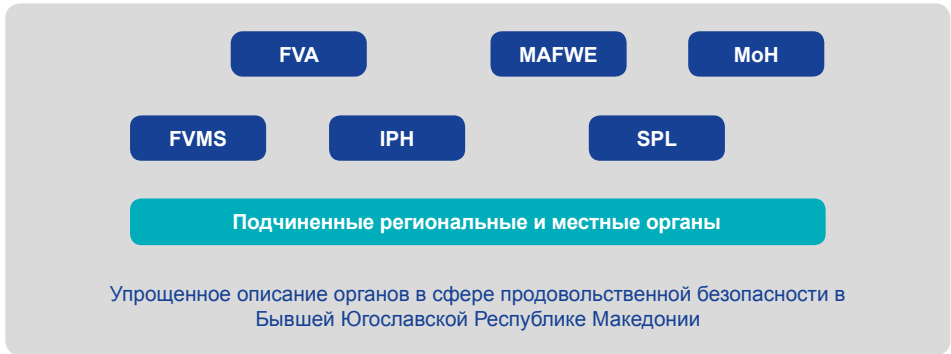 FVA
MAFWE
MoH
FVMS
IPH
SPL
Подчиненные региональные и местные органы
Упрощенное описание органов в сфере продовольственной безопасности в
Бывшей Югославской Республике Македонии